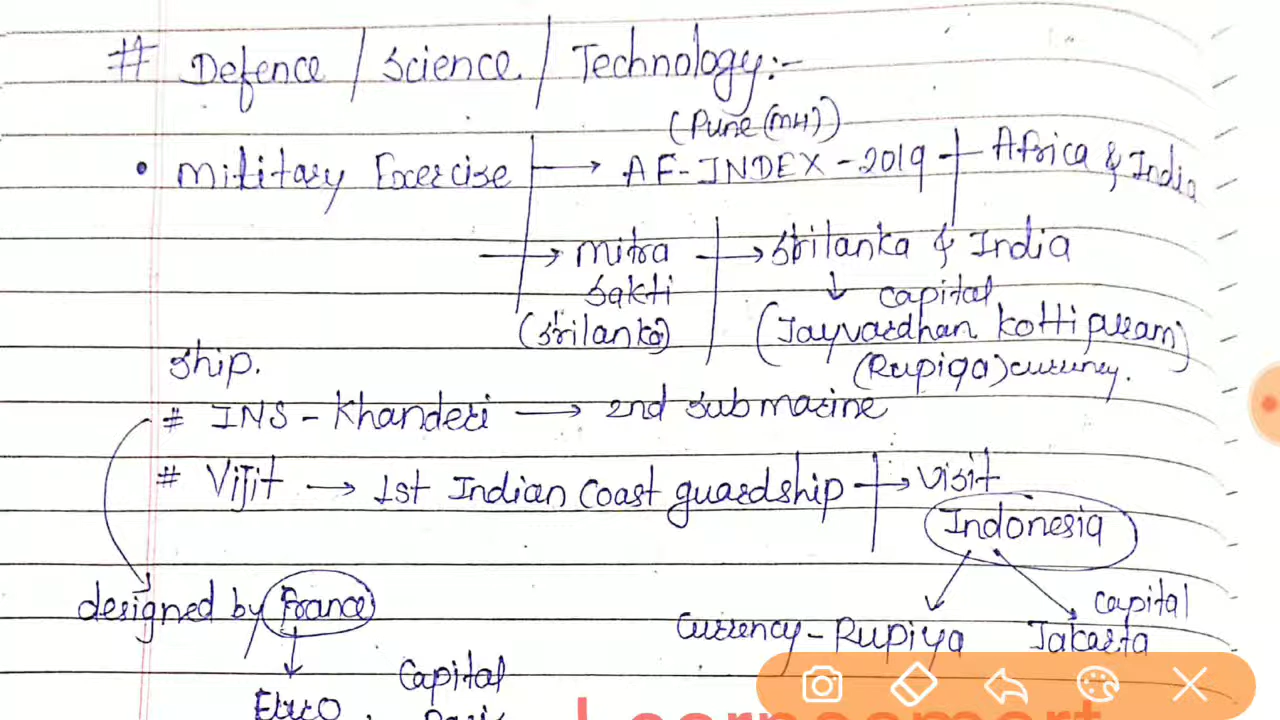 # Defence / Science / Technology:-
(Pune (MH))
• Military Exercise → AF-INDEX-2019 → Africa & India
→ Mitra → Srilanka & India
Sakti ↓ capital
(Srilanka) (Jayvardhan kottipuram)
Ship. (Rupiya) currency.
# INS - Khanderi → 2nd submarine
# Vijit → 1st Indian coast guardship → Visit
Indonesia
designed by France capital
Currency - Rupiya Jakarta
Capital
Euro. Paris